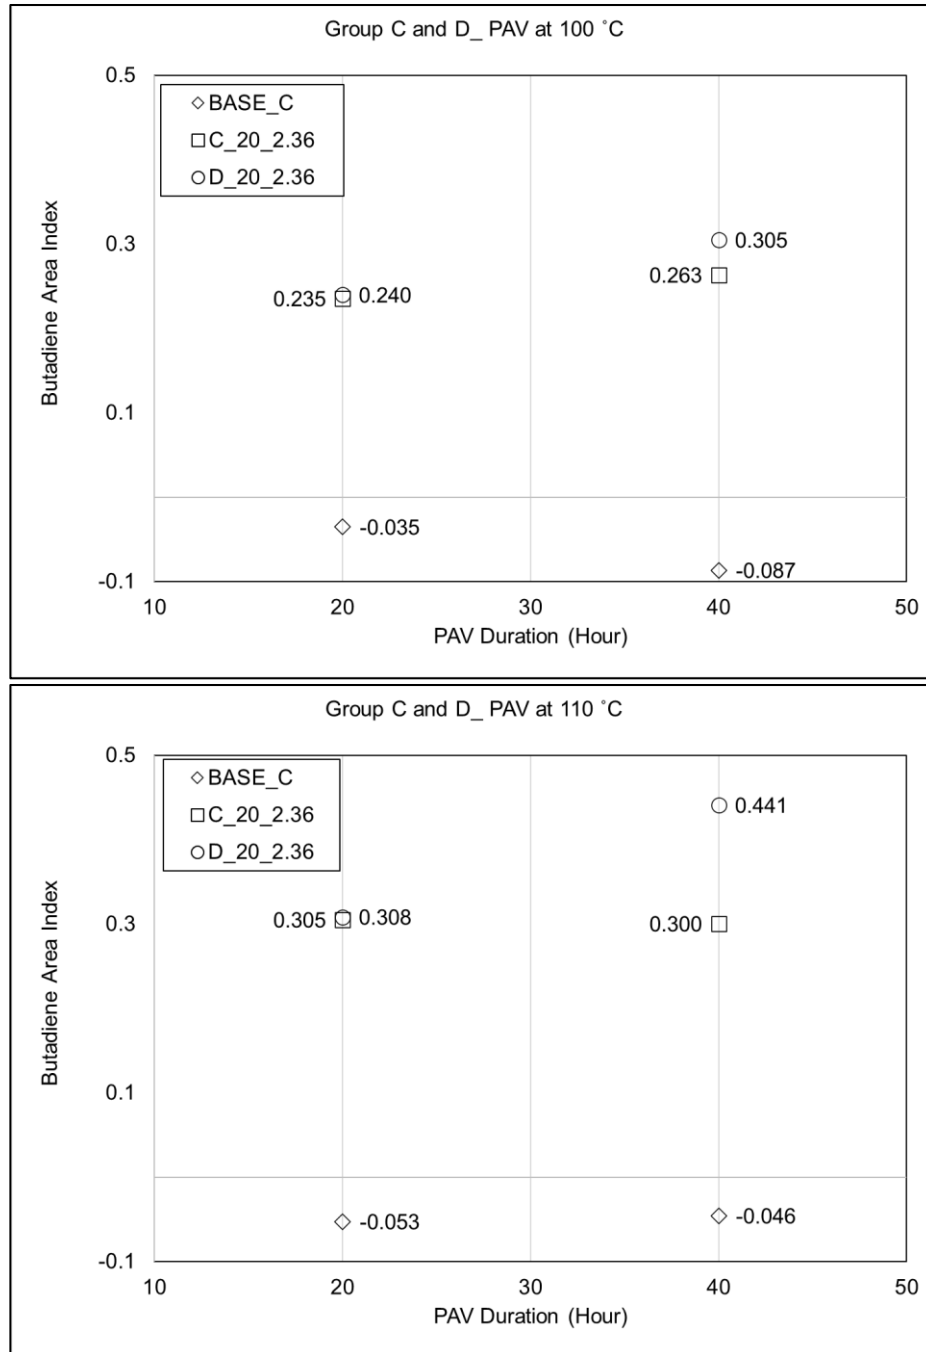 Group C and D_ PAV at 100 ˚C
0.5
BASE_C
C_20_2.36
D_20_2.36
0.3
0.305
0.263
0.235
0.240
0.1
-0.035
-0.087
-0.1
10
20
30
40
50
Butadiene Area Index
PAV Duration (Hour)
Group C and D_ PAV at 110 ˚C
0.5
BASE_C
C_20_2.36
D_20_2.36
0.441
0.3
0.305
0.308
0.300
0.1
-0.053
-0.046
-0.1
10
20
30
40
50
Butadiene Area Index
PAV Duration (Hour)